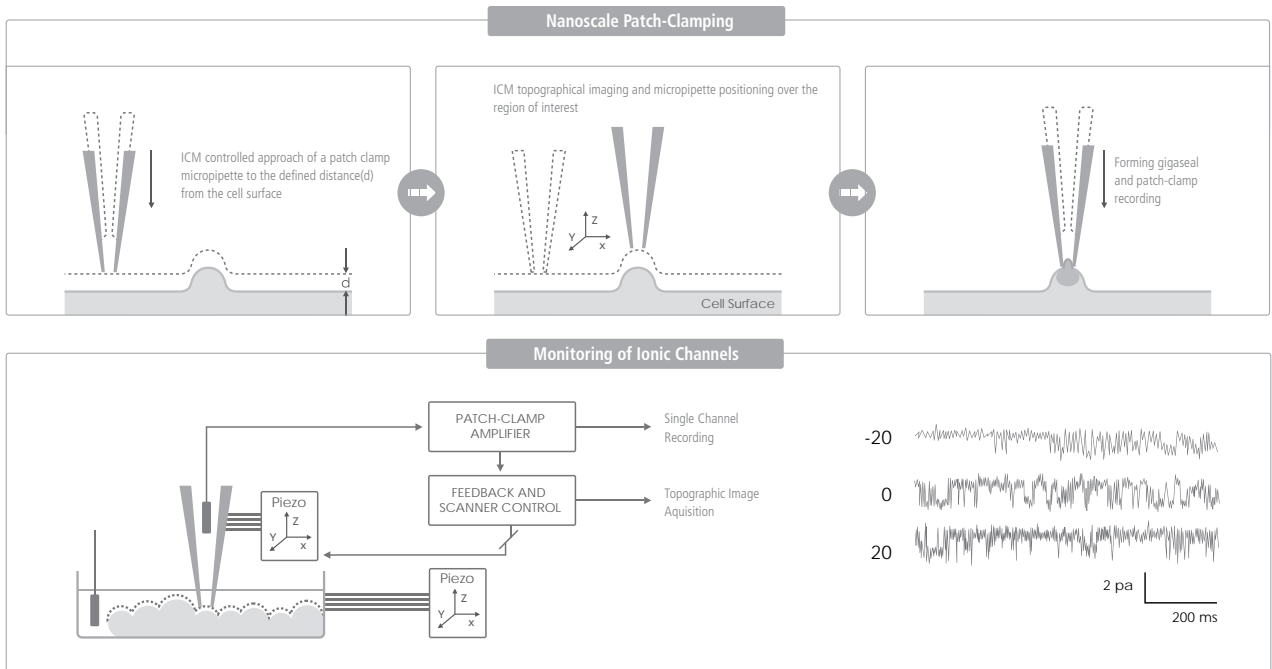 Nanoscale Patch-Clamping
ICM controlled approach of a patch clamp
micropipette to the defined distance(d)
from the cell surface
d
ICM topographical imaging and micropipette positioning over the
region of interest
Z
Y
x
Cell Surface
Forming gigaseal
and patch-clamp
recording
Monitoring of Ionic Channels
PATCH-CLAMP
AMPLIFIER
Single Channel
Recording
FEEDBACK AND
SCANNER CONTROL
Topographic Image
Aquisition
Piezo
Z
Y
x
Piezo
Z
Y
x
-20
0
20
2 pa
200 ms